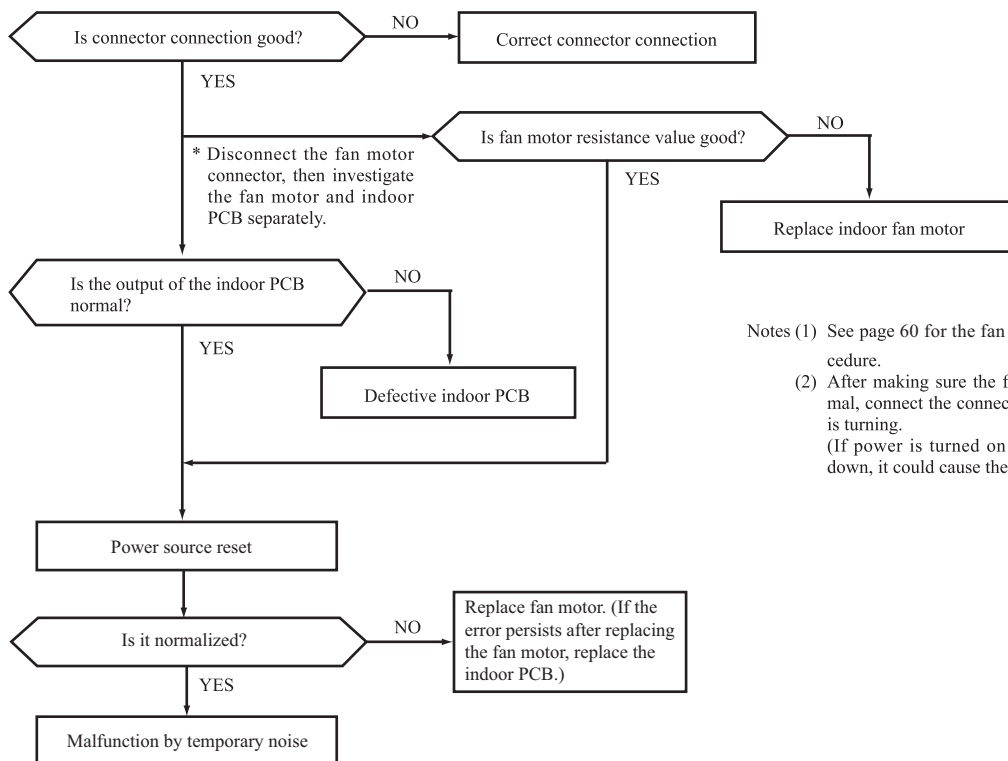 Is connector connection good?
NO
Correct connector connection
YES
Is fan motor resistance value good?
NO
* Disconnect the fan motor
connector, then investigate
the fan motor and indoor
PCB separately.
YES
Replace indoor fan motor
Is the output of the indoor PCB
normal?
NO
YES
Defective indoor PCB
Notes (1) See page 60 for the fan
cedure.
(2) After making sure the f
mal, connect the connec
is turning.
(If power is turned on
down, it could cause the
Power source reset
Is it normalized?
NO
Replace fan motor. (If the
error persists after replacing
the fan motor, replace the
indoor PCB.)
YES
Malfunction by temporary noise